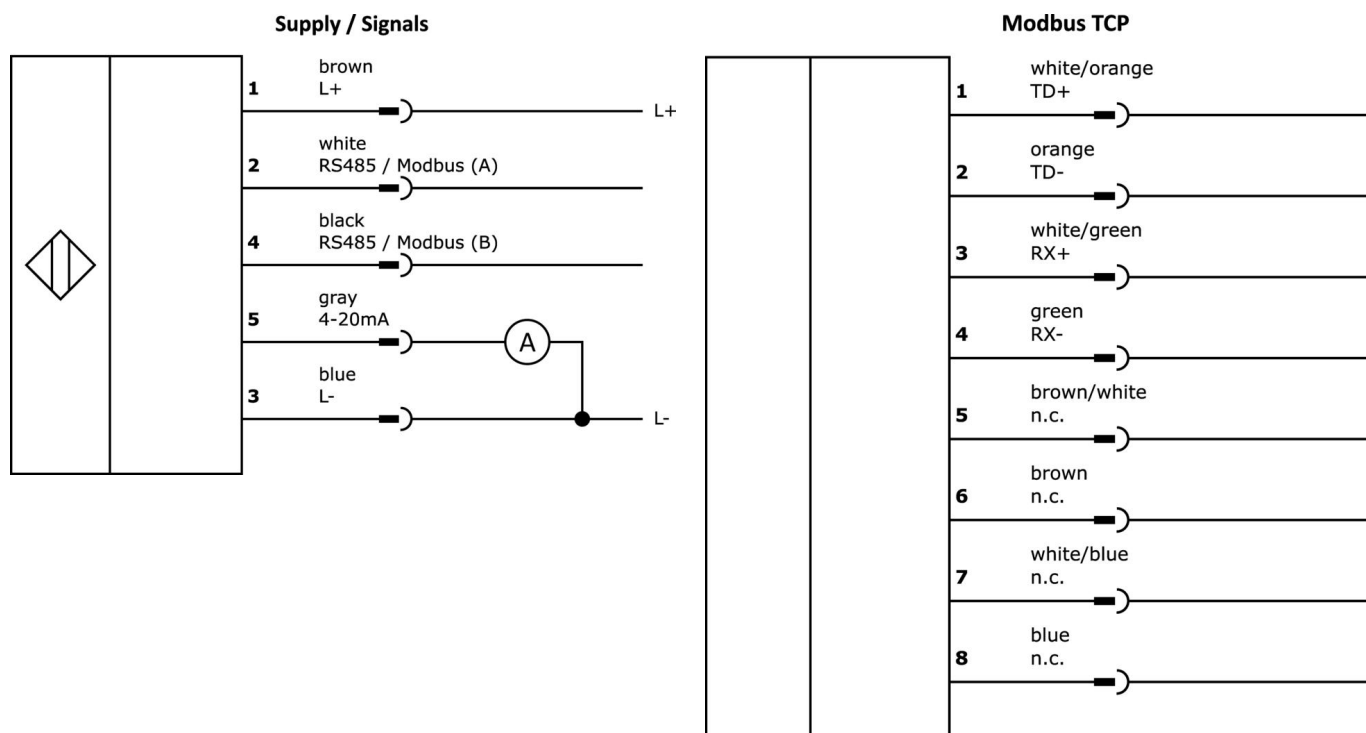 Supply / Signals
1
brown
L+
L+
2
white
RS485 / Modbus (A)
4
black
RS485 / Modbus (B)
5
gray
4-20mA
A
3
blue
L-
L-
Modbus TCP
1
white/orange
TD+
2
orange
TD-
3
white/green
RX+
4
green
RX-
5
brown/white
n.c.
6
brown
n.c.
7
white/blue
n.c.
8
blue
n.c.